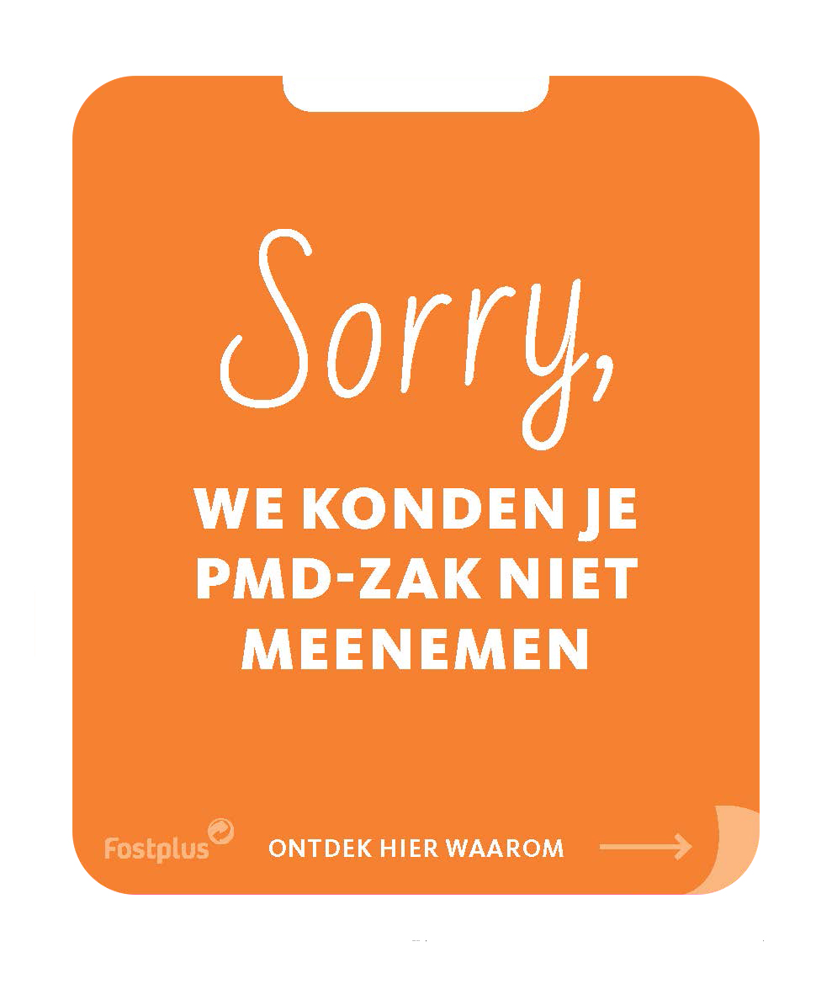 Sorry,
WE KONDEN JE
PMD-ZAK NIET
MEENEMEN
Fostplus
ONTDEK HIER WAAROM